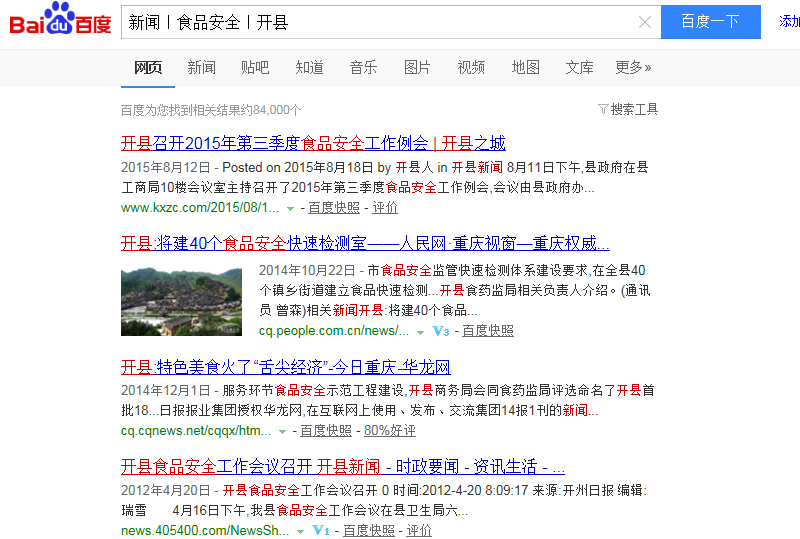 Bai du 百度 新闻丨食品安全丨开县 百度一下 添加
网页 新闻 贴吧 知道 音乐 图片 视频 地图 文库 更多»
百度为您找到相关结果约84,000个 搜索工具
开县召开2015年第三季度食品安全工作例会 | 开县之城
2015年8月12日 - Posted on 2015年8月18日 by 开县人 in 开县新闻 8月11日下午,县政府在县
工商局10楼会议室主持召开了2015年第三季度食品安全工作例会,会议由县政府办...
www.kxzc.com/2015/08/1... - 百度快照 - 评价
开县:将建40个食品安全快速检测室——人民网·重庆视窗—重庆权威...
2014年10月22日 - 市食品安全监管快速检测体系建设要求,在全县40
个镇乡街道建立食品快速检测...开县食药监局相关负责人介绍。(通讯
员 曾森)相关新闻开县:将建40个食品...
cq.people.com.cn/news/... V3 - 百度快照
开县:特色美食火了“舌尖经济”-今日重庆-华龙网
2014年12月1日 - 服务环节食品安全示范工程建设,开县商务局会同食药监局评选命名了开县首
批18...日报报业集团授权华龙网,在互联网上使用、发布、交流集团14报1刊的新闻...
cq.cqnews.net/cqqx/htm... - 百度快照 - 80%好评
开县食品安全工作会议召开 开县新闻 - 时政要闻 - 资讯生活 - ...
2012年4月20日 - 开县食品安全工作会议召开 0 时间:2012-4-20 8:09:17 来源:开州日报 编辑:
瑞雪 4月16日下午,我县食品安全工作会议在县卫生局六...
news.405400.com/NewsSh... V1 - 百度快照 - 评价